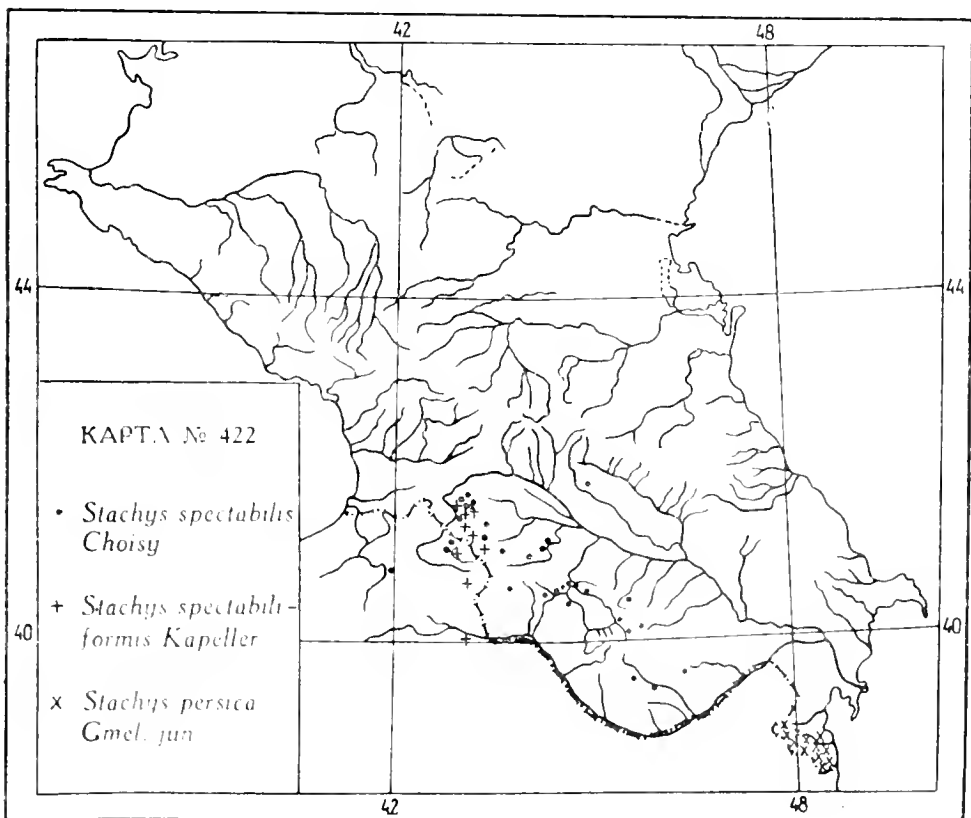 42 48
44 44
КАРТА № 422
• Stachys spectabilis
Choisy
+ Stachys spectabili-
formis Kapeller
x Stachys persica
Gmel. jun
40 40
42 48